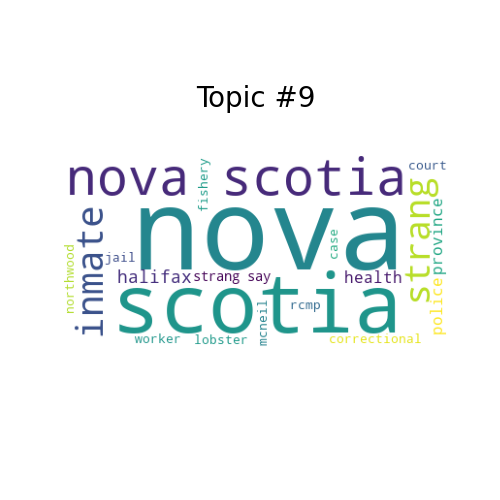 Topic #9
nova scotia
nova
scotia
inmate
strang
fishery
court
province
northwood
jail
case
halifax
strang say
health
police
mcneil
rcmp
worker
lobster
correctional